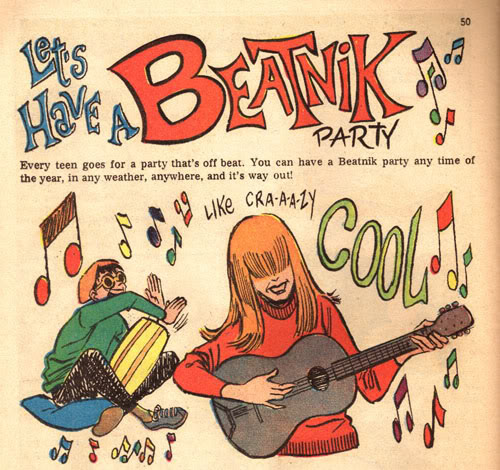 50
Let's
Have A BEATNiK
PARTY
Every teen goes for a party that's off beat. You can have a Beatnik party any time of
the year, in any weather, anywhere, and it's way out!
LIKE CRA-A-A-ZY
COOL